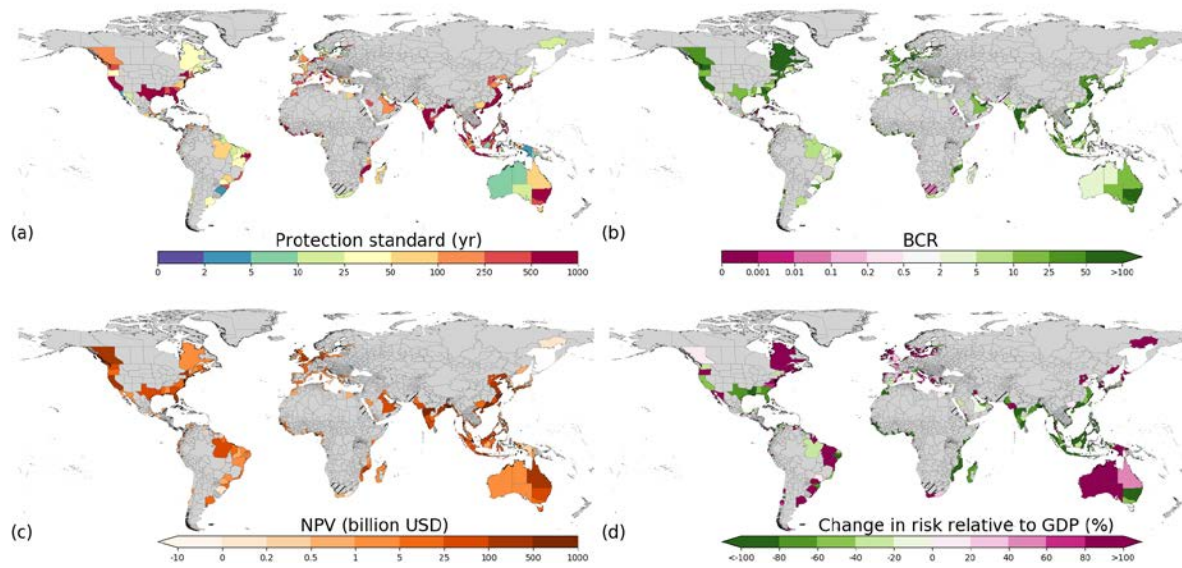 (a)
Protection standard (yr)
0 2 5 10 25 50 100 250 500 1000
(b)
BCR
0 0.001 0.01 0.1 0.2 0.5 2 5 10 25 50 >100
(c)
NPV (billion USD)
-10 0 0.2 0.5 1 5 25 100 500 1000
(d)
Change in risk relative to GDP (%)
<-100 -80 -60 -40 -20 0 20 40 60 80 >100